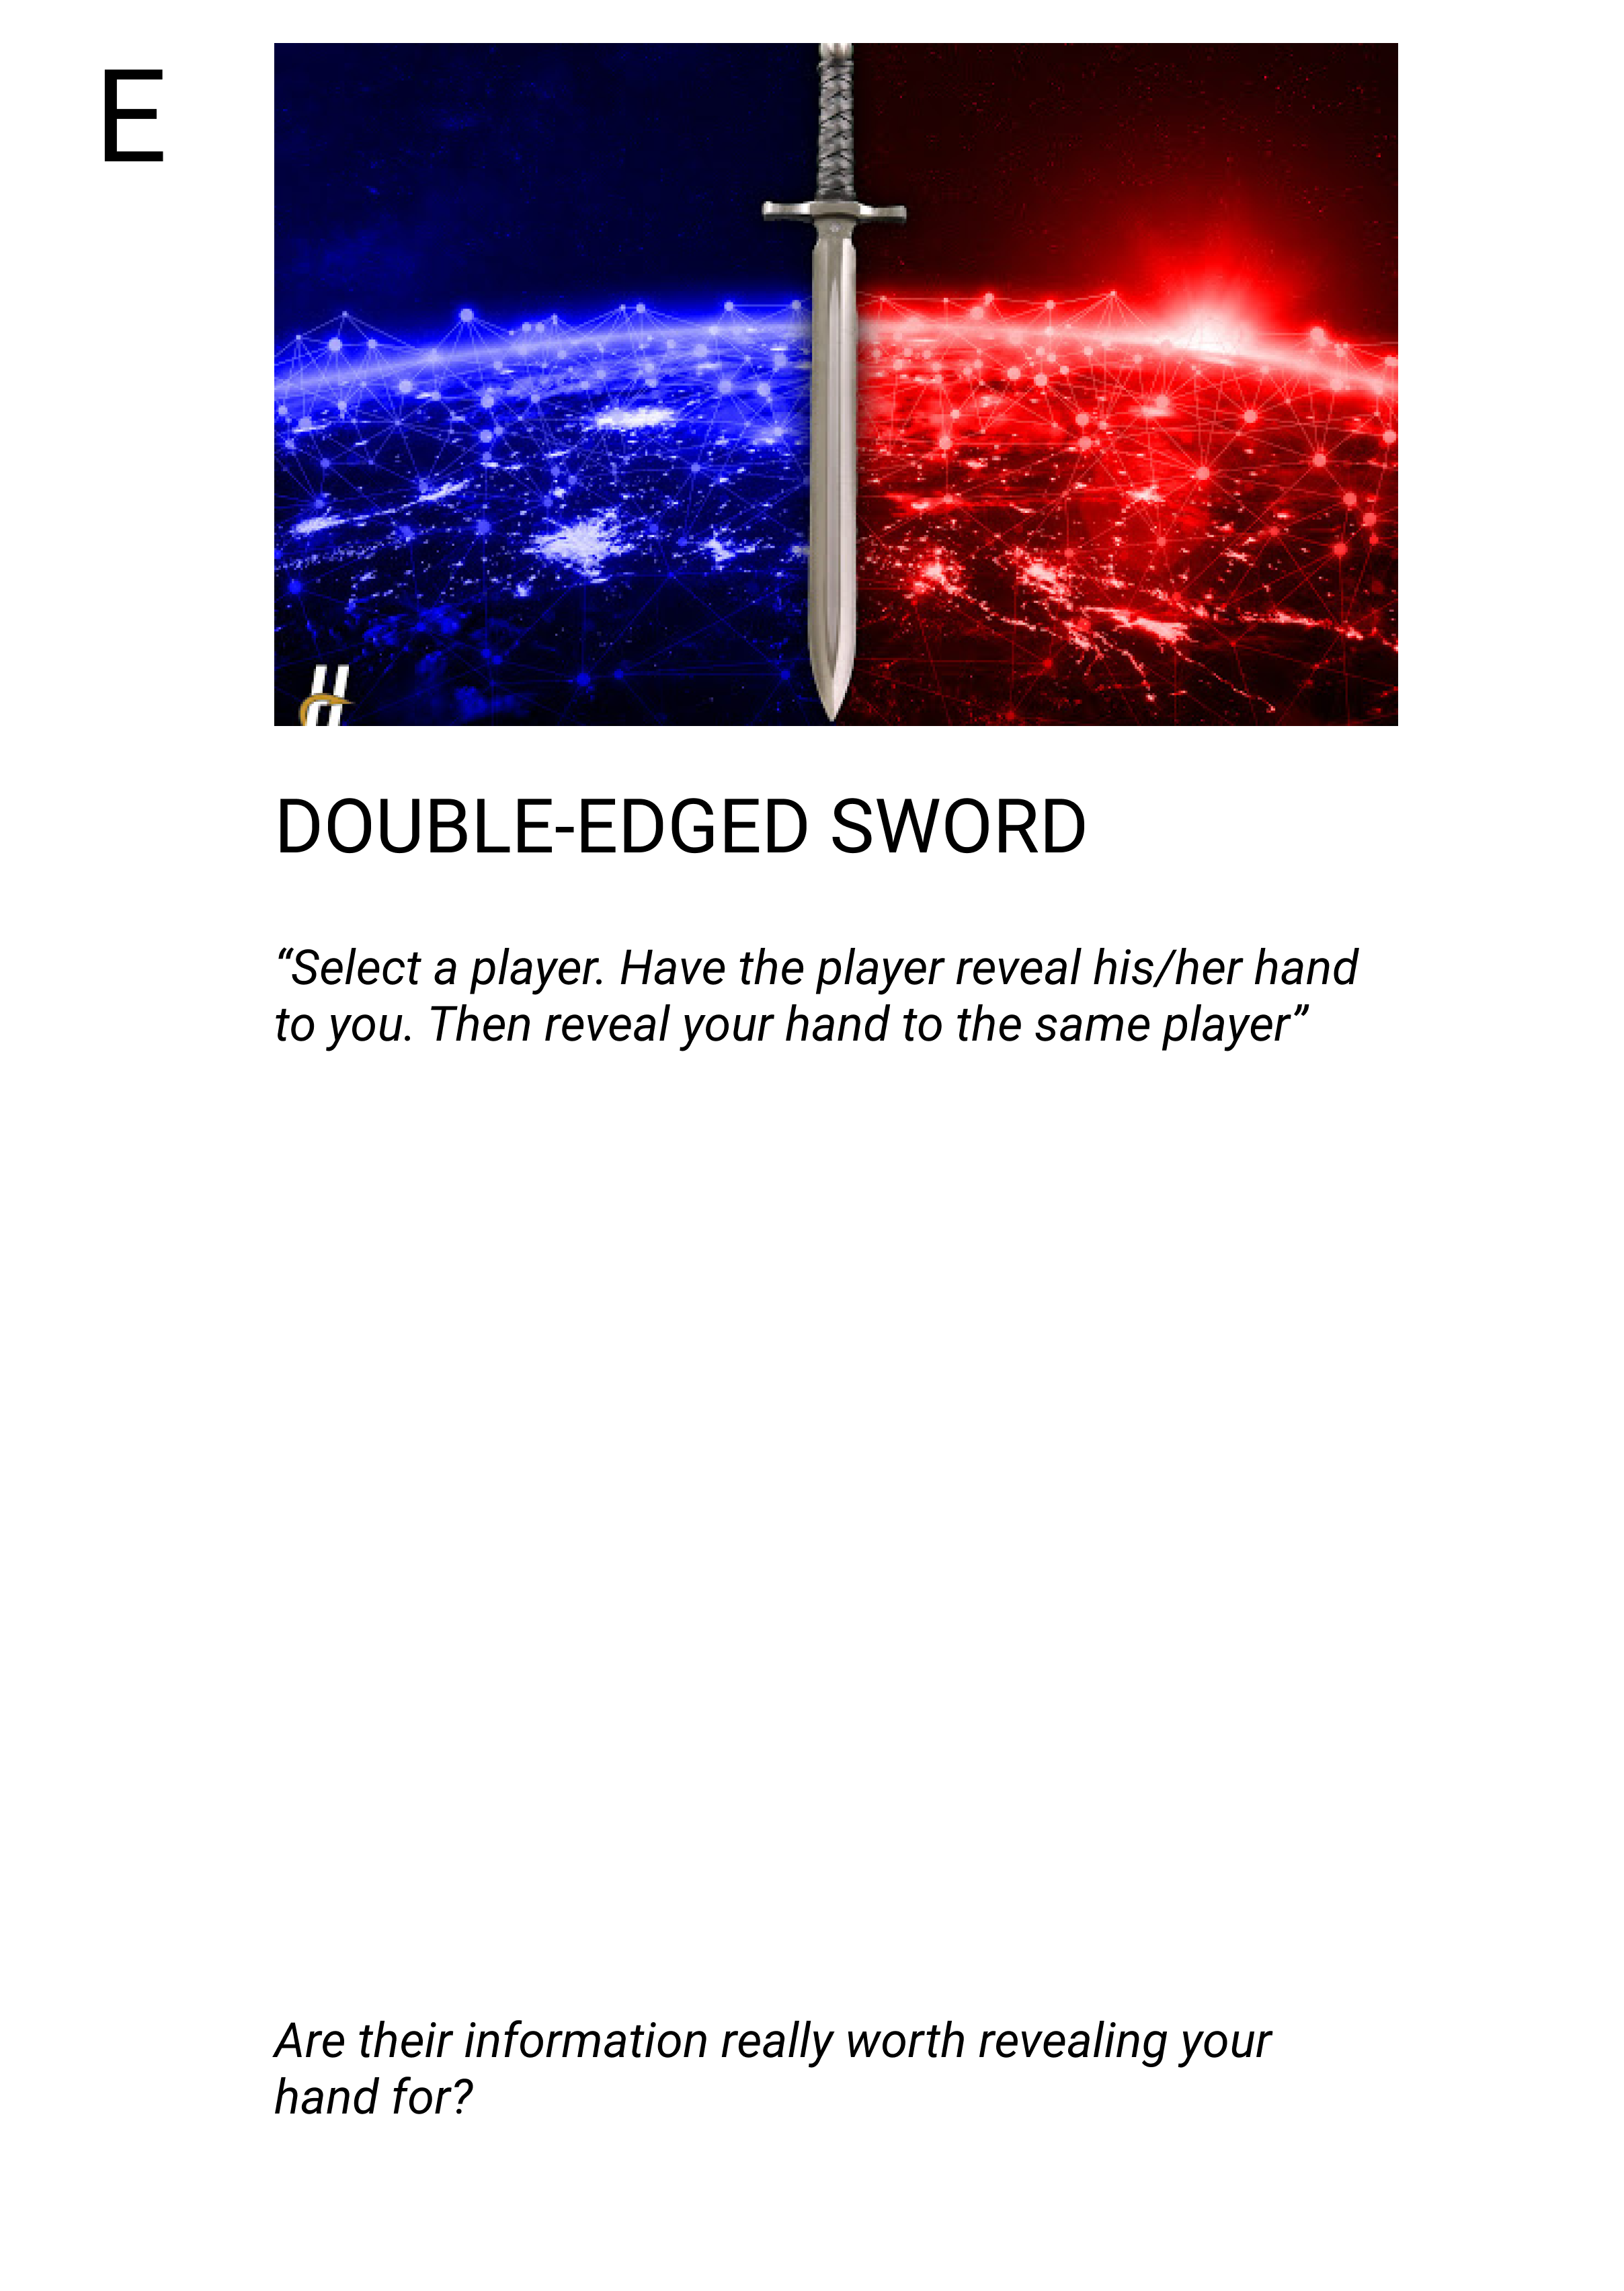 E
DOUBLE-EDGED SWORD
“Select a player. Have the player reveal his/her hand
to you. Then reveal your hand to the same player”
Are their information really worth revealing your
hand for?